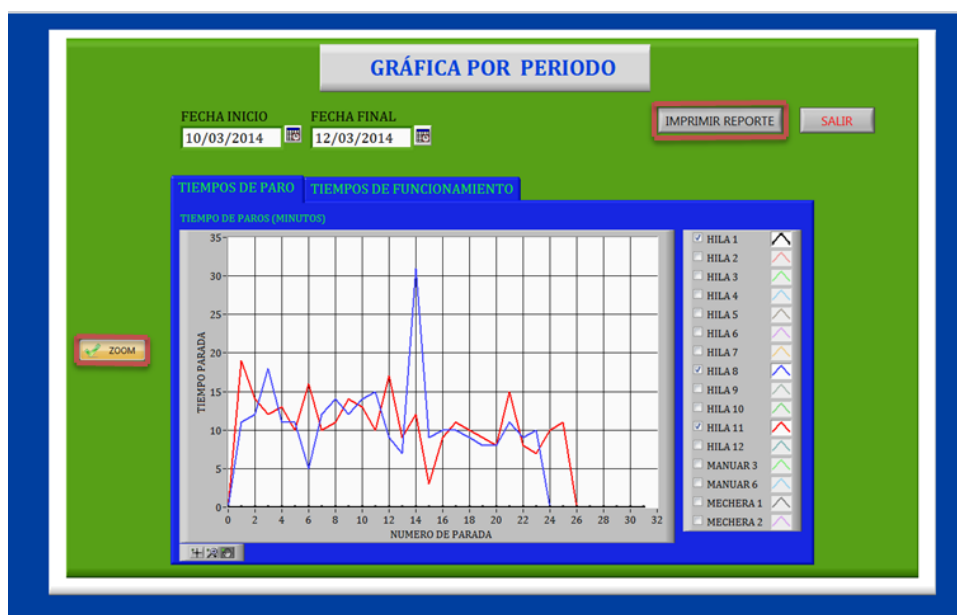 GRÁFICA POR PERIODO
FECHA INICIO
FECHA FINAL
10/03/2014
12/03/2014
IMPRIMIR REPORTE
SALIR
TIEMPOS DE PARO
TIEMPOS DE FUNCIONAMIENTO
TIEMPO DE PAROS (MINUTOS)
ZOOM
TIEMPO PARADA
35
30
25
20
15
10
5
0
0 2 4 6 8 10 12 14 16 18 20 22 24 26 28 30 32
NUMERO DE PARADA
HILA 1
HILA 2
HILA 3
HILA 4
HILA 5
HILA 6
HILA 7
HILA 8
HILA 9
HILA 10
HILA 11
HILA 12
MANUAR 3
MANUAR 6
MECHERA 1
MECHERA 2